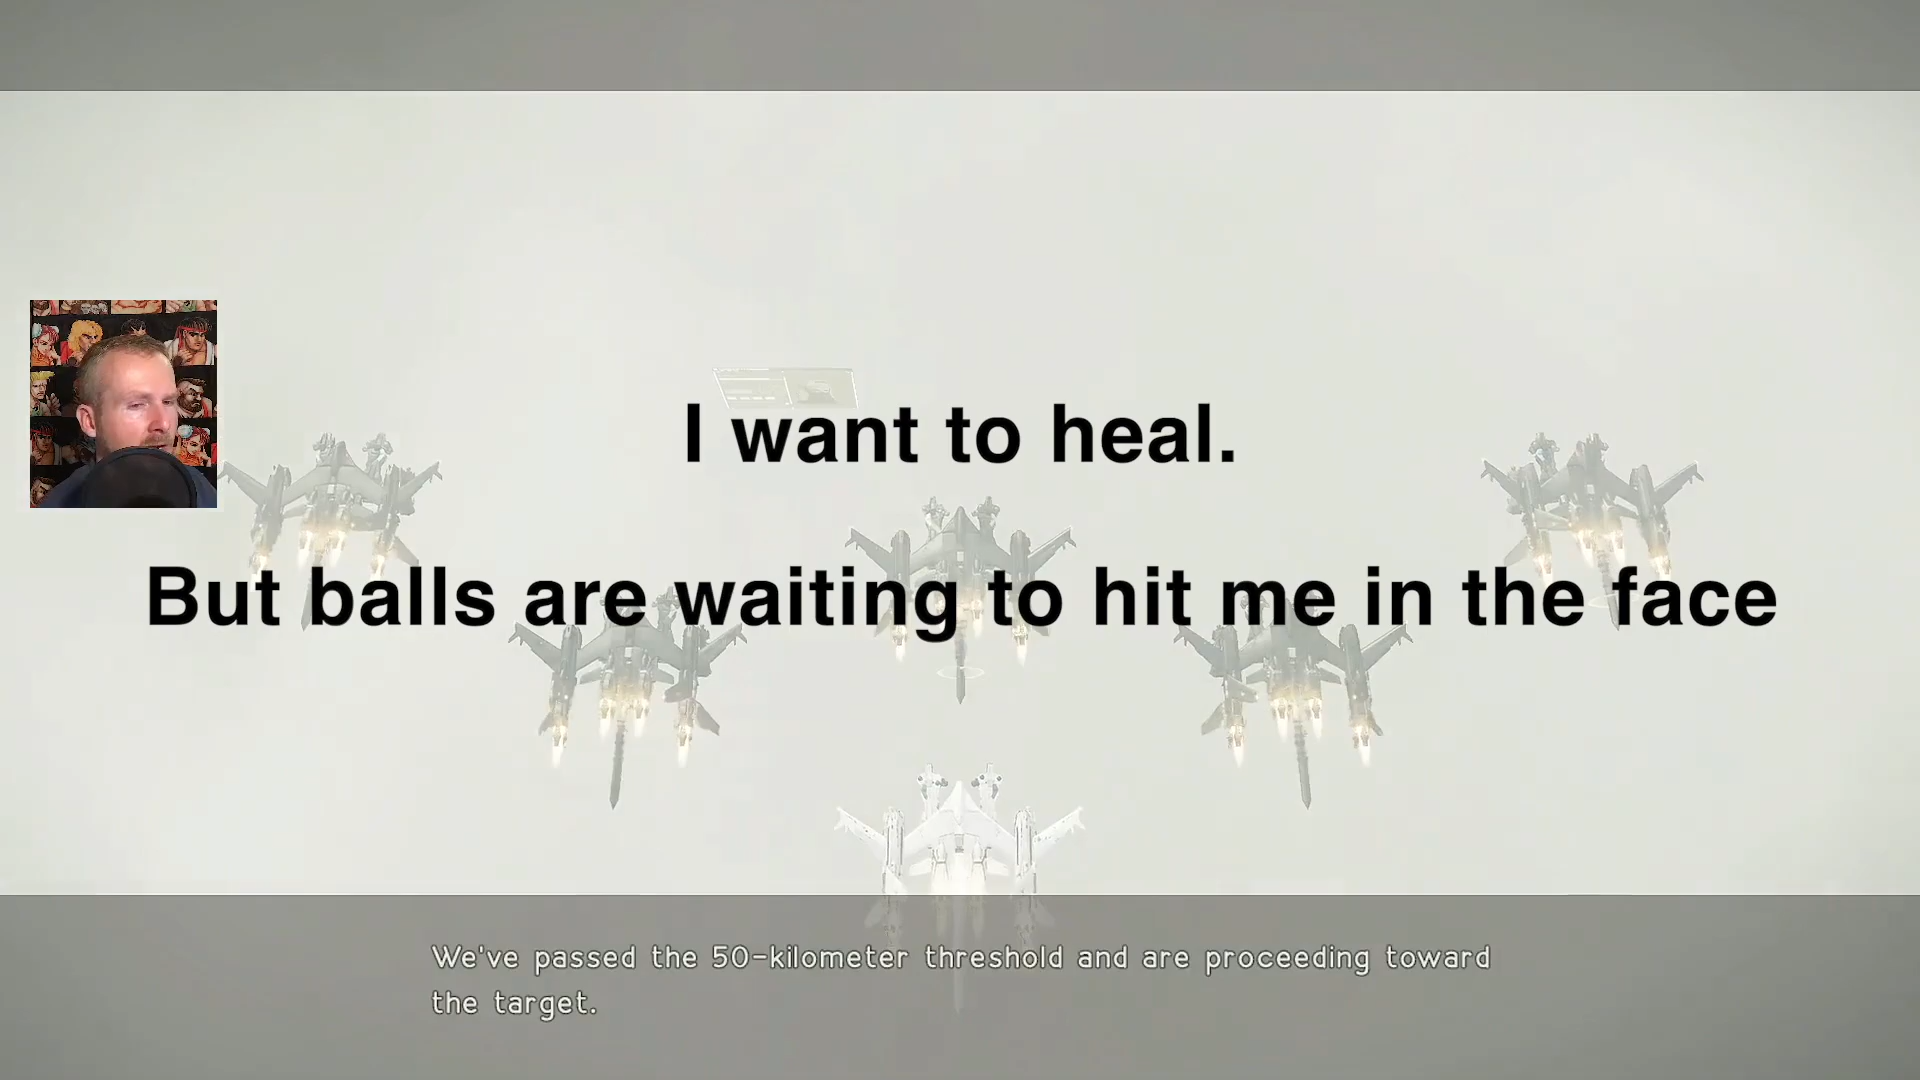 I want to heal.
But balls are waiting to hit me in the face
We've passed the 50-kilometer threshold and are proceeding toward
the target.